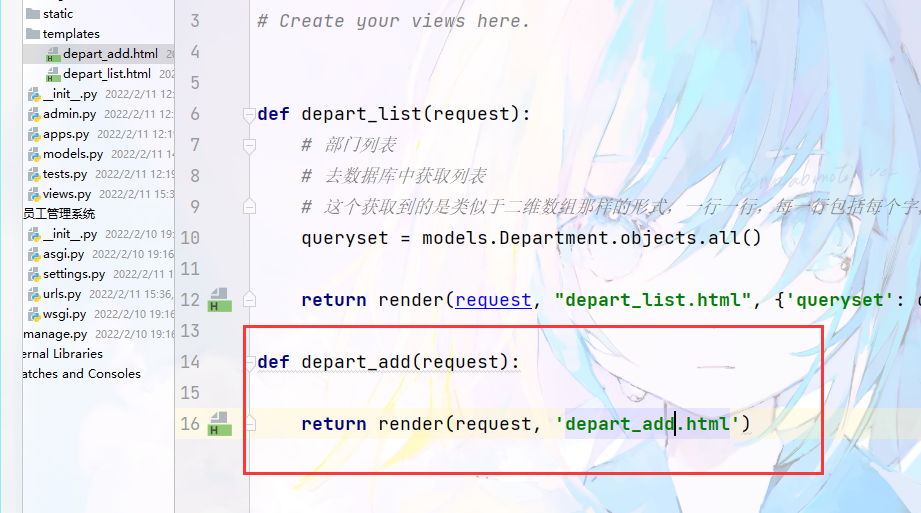 static
templates
depart_add.html
depart_list.html
__init__.py 2022/2/11 12:
admin.py 2022/2/11 12:
apps.py 2022/2/11 12:19
models.py 2022/2/11 14
tests.py 2022/2/11 12:19
views.py 2022/2/11 15:3
员工管理系统
__init__.py 2022/2/10 19:
asgi.py 2022/2/10 19:16
settings.py 2022/2/11 1
urls.py 2022/2/11 15:36,
wsgi.py 2022/2/10 19:16
manage.py 2022/2/10 19:16
ernal Libraries
atches and Consoles
3 # Create your views here.
4
5
6 def depart_list(request):
7 # 部门列表
8 # 去数据库中获取列表
9 # 这个获取到的是类似于二维数组那样的形式，一行一行，每一行包括每个字
10 queryset = models.Department.objects.all()
11
12 return render(request, "depart_list.html", {'queryset':
13
14 def depart_add(request):
15
16 return render(request, 'depart_add.html')